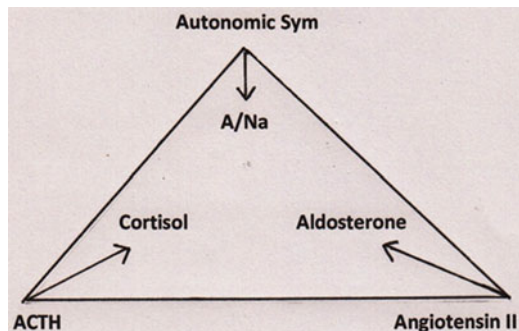 Autonomic Sym
A/Na
Cortisol
Aldosterone
ACTH
Angiotensin II